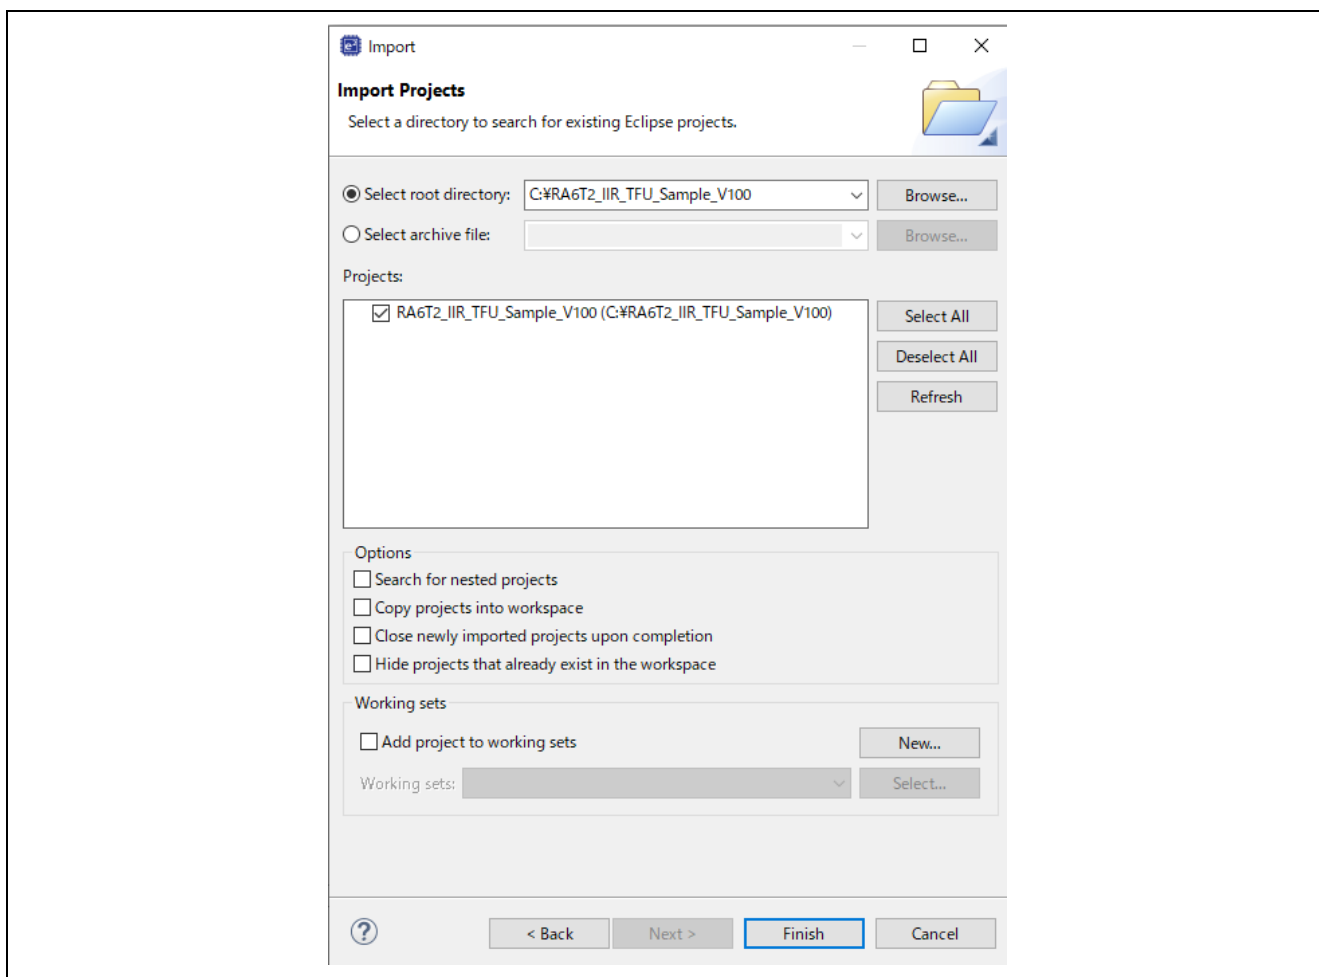 Import
Import Projects
Select a directory to search for existing Eclipse projects.
Select root directory: C:¥RA6T2_IIR_TFU_Sample_V100 Browse...
Select archive file: Browse...
Projects:
RA6T2_IIR_TFU_Sample_V100 (C:¥RA6T2_IIR_TFU_Sample_V100)
Select All
Deselect All
Refresh
Options
Search for nested projects
Copy projects into workspace
Close newly imported projects upon completion
Hide projects that already exist in the workspace
Working sets
Add project to working sets New...
Working sets: Select...
? < Back Next > Finish Cancel